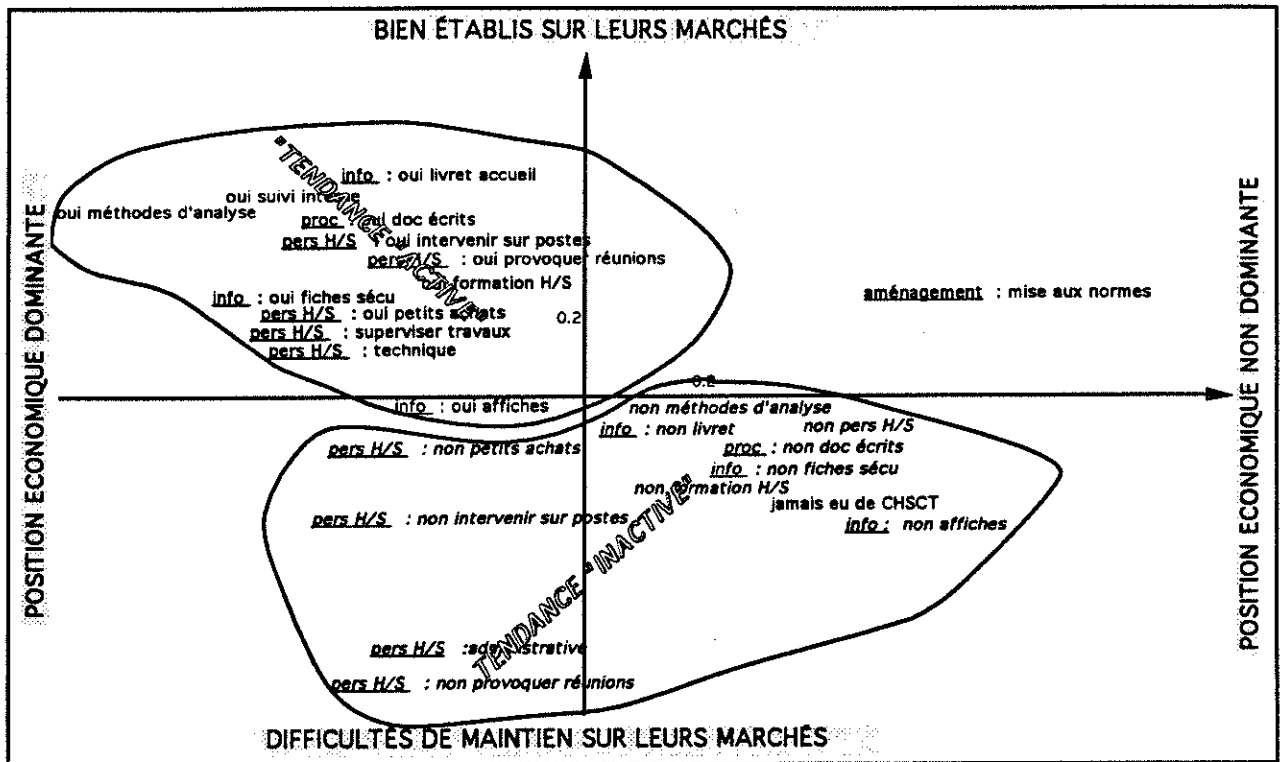 BIEN ÉTABLIS SUR LEURS MARCHÉS
POSITION ECONOMIQUE DOMINANTE
"TENDANCE "ACTIVE"
info : oui livret accueil
oui suivi interne
oui méthodes d'analyse
proc : oui doc écrits
pers H/S : oui intervenir sur postes
pers H/S : oui provoquer réunions
formation H/S
info : oui fiches sécu
pers H/S : oui petits achats
0.2
pers H/S : superviser travaux
pers H/S : technique
aménagement : mise aux normes
POSITION ECONOMIQUE NON DOMINANTE
0.2
info : oui affiches
non méthodes d'analyse
info : non livret
non pers H/S
pers H/S : non petits achats
proc : non doc écrits
info : non fiches sécu
non formation H/S
jamais eu de CHSCT
pers H/S : non intervenir sur postes
info : non affiches
TENDANCE "INACTIVE"
pers H/S : administrative
pers H/S : non provoquer réunions
DIFFICULTÉS DE MAINTIEN SUR LEURS MARCHÉS